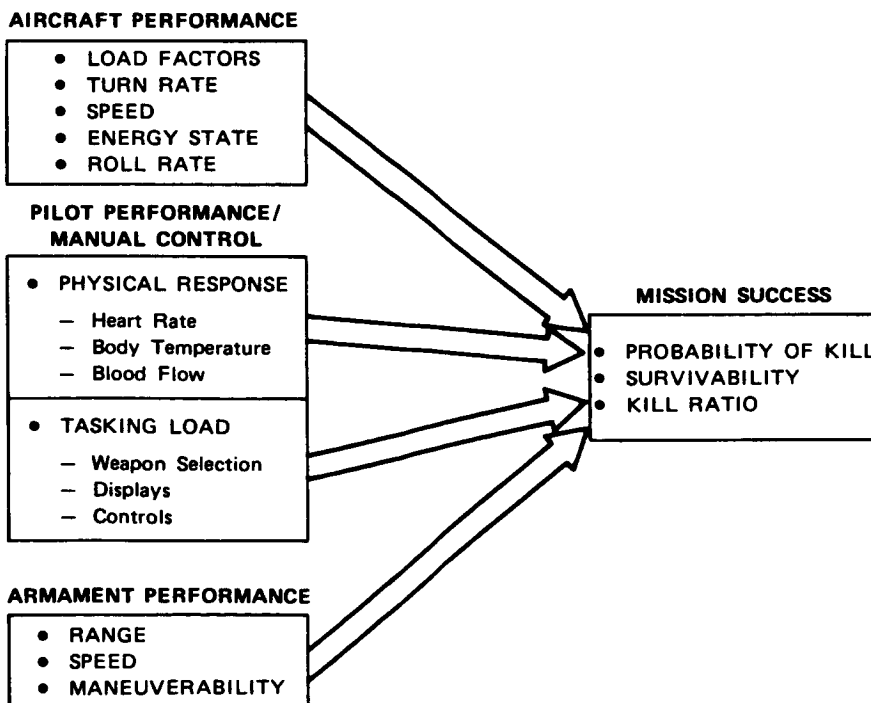 AIRCRAFT PERFORMANCE
• LOAD FACTORS
• TURN RATE
• SPEED
• ENERGY STATE
• ROLL RATE
PILOT PERFORMANCE/
MANUAL CONTROL
• PHYSICAL RESPONSE
– Heart Rate
– Body Temperature
– Blood Flow
• TASKING LOAD
– Weapon Selection
– Displays
– Controls
ARMAMENT PERFORMANCE
• RANGE
• SPEED
• MANEUVERABILITY
MISSION SUCCESS
• PROBABILITY OF KILL
• SURVIVABILITY
• KILL RATIO